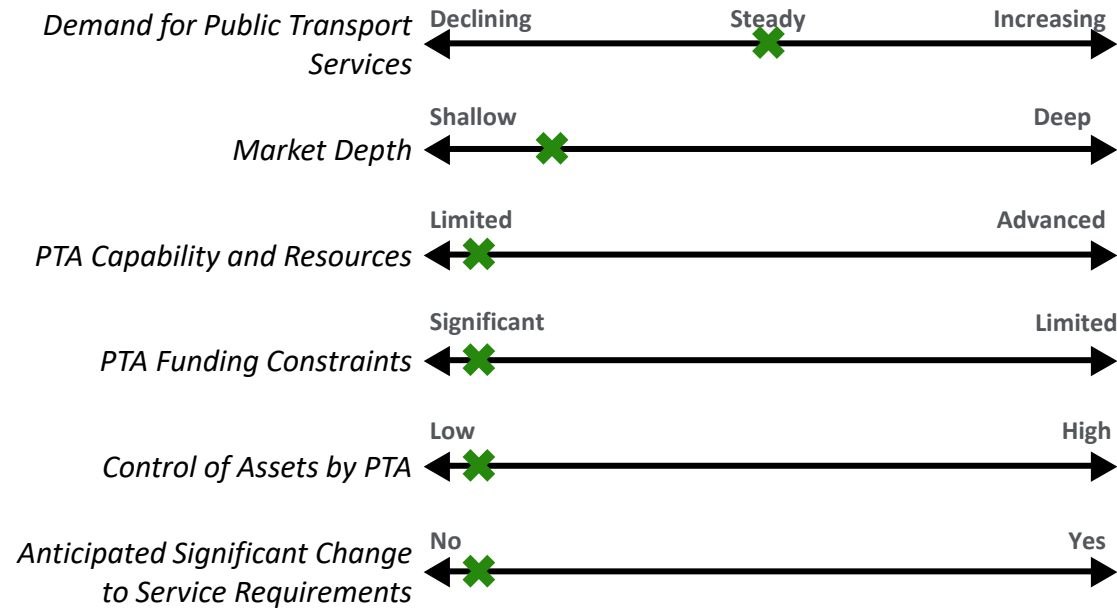 Demand for Public Transport
Services
Declining Steady Increasing
Market Depth
Shallow Deep
PTA Capability and Resources
Limited Advanced
PTA Funding Constraints
Significant Limited
Control of Assets by PTA
Low High
Anticipated Significant Change
to Service Requirements
No Yes